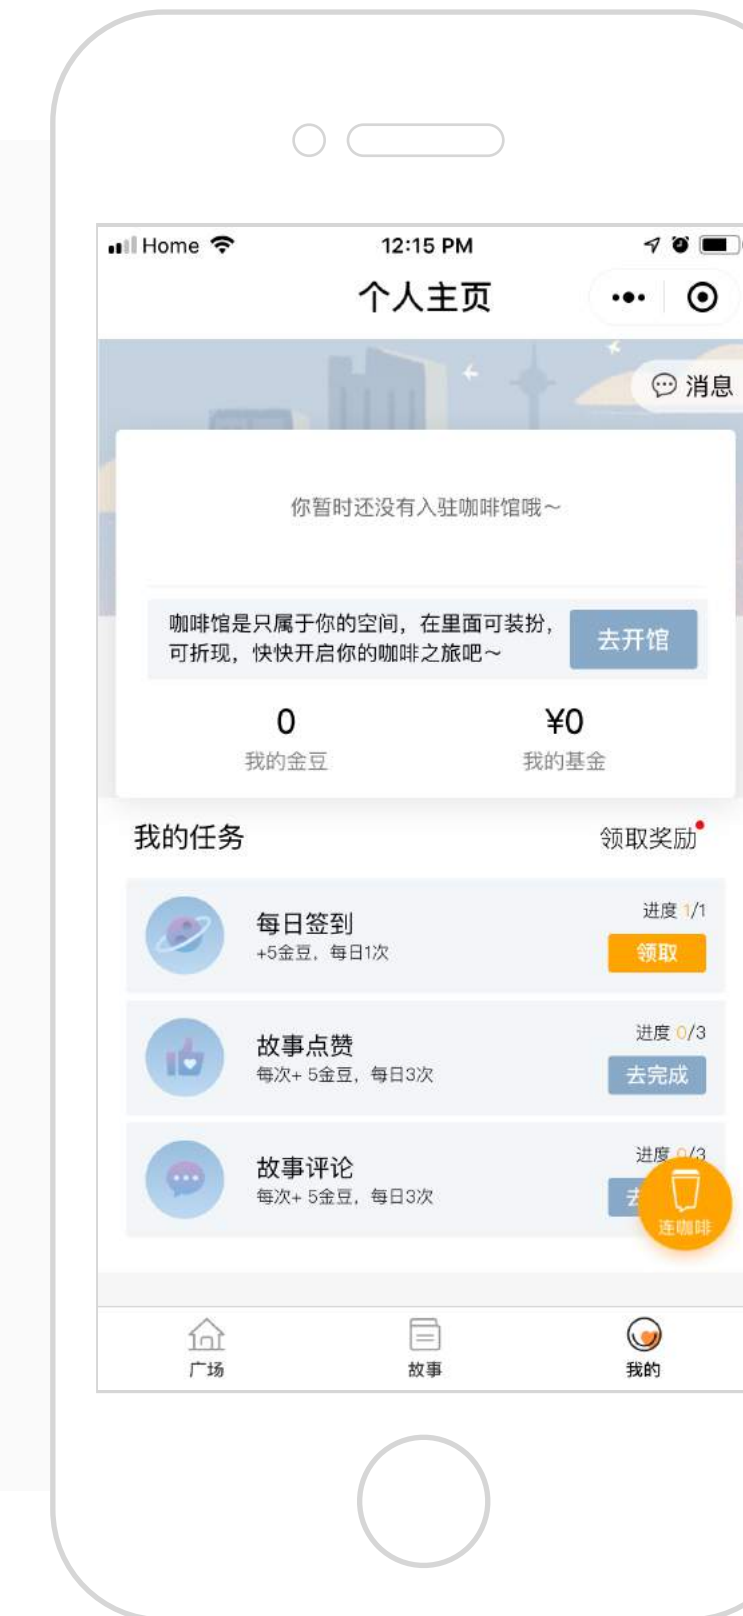 Home
12:15 PM
个人主页
消息
你暂时还没有入驻咖啡馆哦～
咖啡馆是只属于你的空间，在里面可装扮，
可折现，快快开启你的咖啡之旅吧～
去开馆
0
¥0
我的金豆
我的基金
我的任务
领取奖励
每日签到
+5金豆，每日1次
进度 1/1
领取
故事点赞
每次+ 5金豆，每日3次
进度 0/3
去完成
故事评论
每次+ 5金豆，每日3次
进度 0/3
去
连咖啡
广场
故事
我的